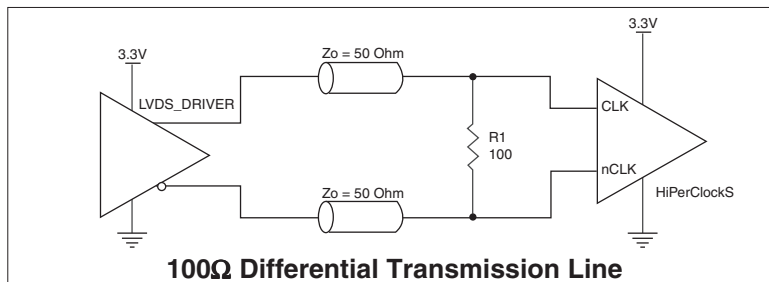 3.3V
3.3V
Zo = 50 Ohm
LVDS_DRIVER
CLK
R1
100
nCLK
Zo = 50 Ohm
HiPerClockS
100Ω Differential Transmission Line